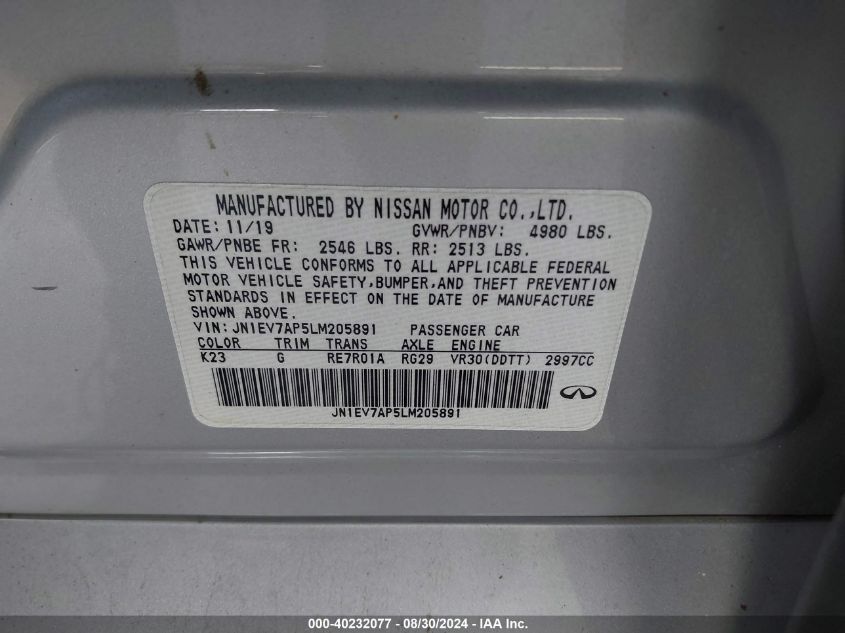 MANUFACTURED BY NISSAN MOTOR CO.,LTD.
DATE: 11/19 GVWR/PNBV: 4980 LBS.
GAWR/PNBE FR: 2546 LBS. RR: 2513 LBS.
THIS VEHICLE CONFORMS TO ALL APPLICABLE FEDERAL
MOTOR VEHICLE SAFETY,BUMPER,AND THEFT PREVENTION
STANDARDS IN EFFECT ON THE DATE OF MANUFACTURE
SHOWN ABOVE.
VIN: JN1EV7AP5LM205891 PASSENGER CAR
COLOR TRIM TRANS AXLE ENGINE
K23 G RE7R01A RG29 VR30(DDTT) 2997CC
JN1EV7AP5LM205891
000-40232077 - 08/30/2024 - IAA Inc.